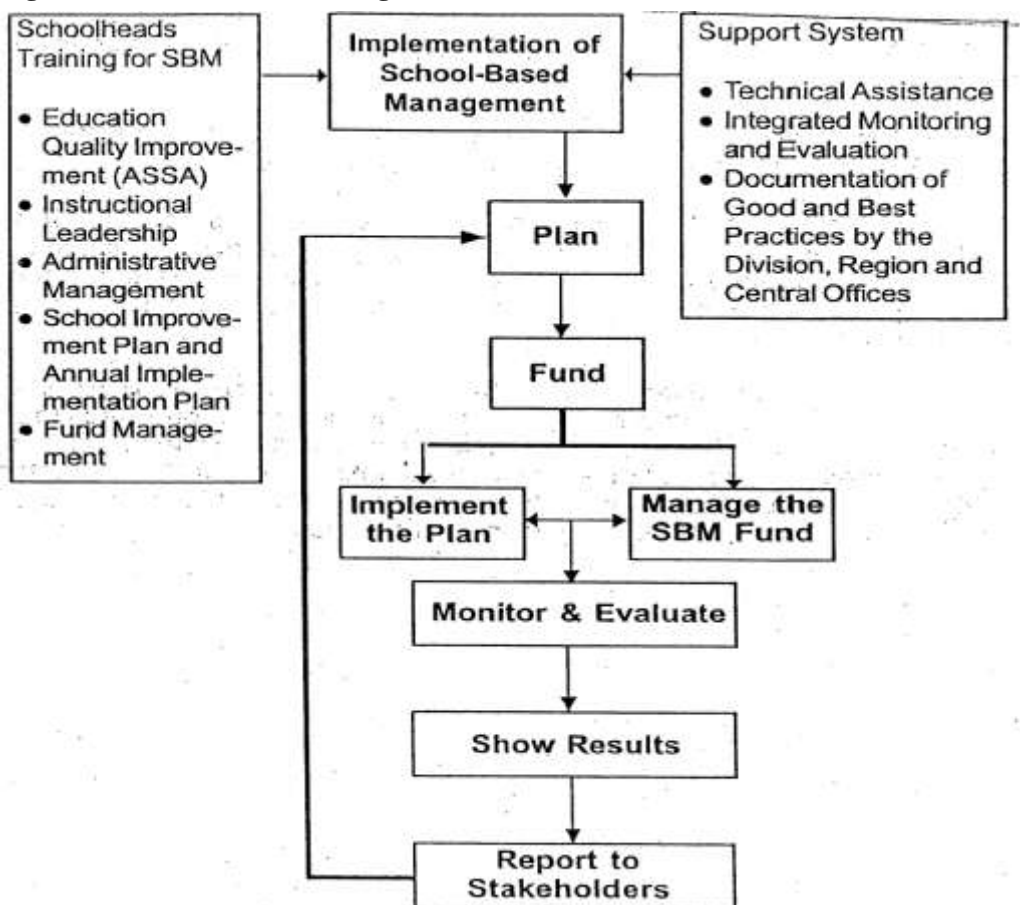 Schoolheads
Training for SBM
• Education
Quality Improve-
ment (ASSA)
• Instructional
Leadership
• Administrative
Management
• School Improve-
ment Plan and
Annual Imple-
mentation Plan
• Fund Manage-
ment
Implementation of
School-Based
Management
Support System
• Technical Assistance
• Integrated Monitoring
and Evaluation
• Documentation of
Good and Best
Practices by the
Division, Region and
Central Offices
Plan
Fund
Implement
the Plan
Manage the
SBM Fund
Monitor & Evaluate
Show Results
Report to
Stakeholders